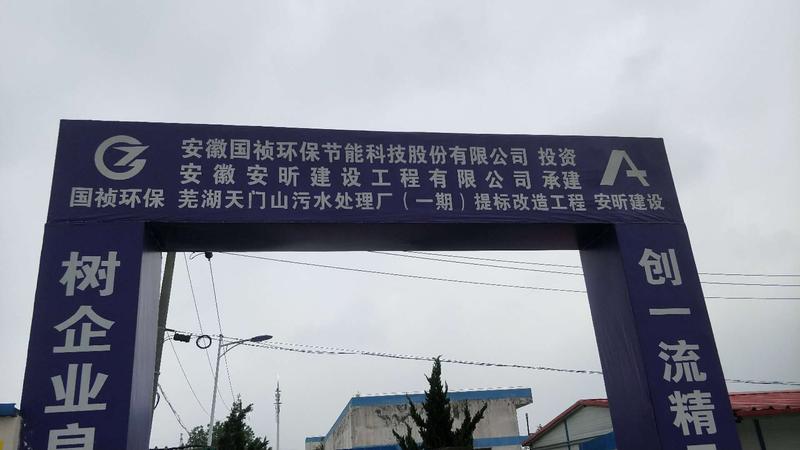 安徽国祯环保节能科技股份有限公司 投资
安徽安昕建设工程有限公司承建
国祯环保 芜湖天门山污水处理厂(一期)提标改造工程 安昕建设
树企业
创一流精